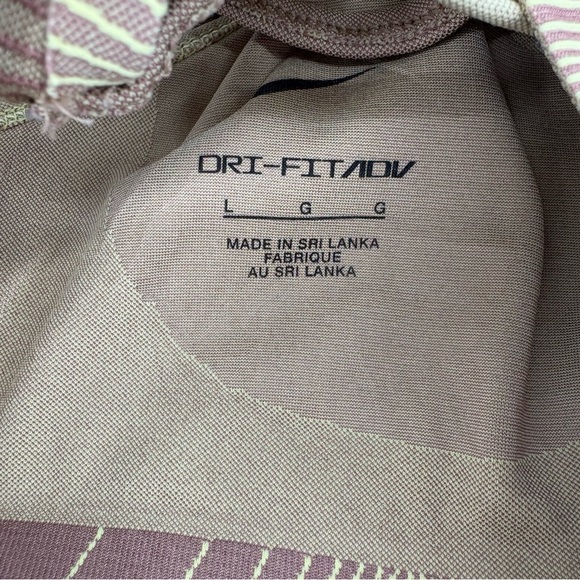 DRI-FIT ADV
L G G
MADE IN SRI LANKA
FABRIQUE
AU SRI LANKA